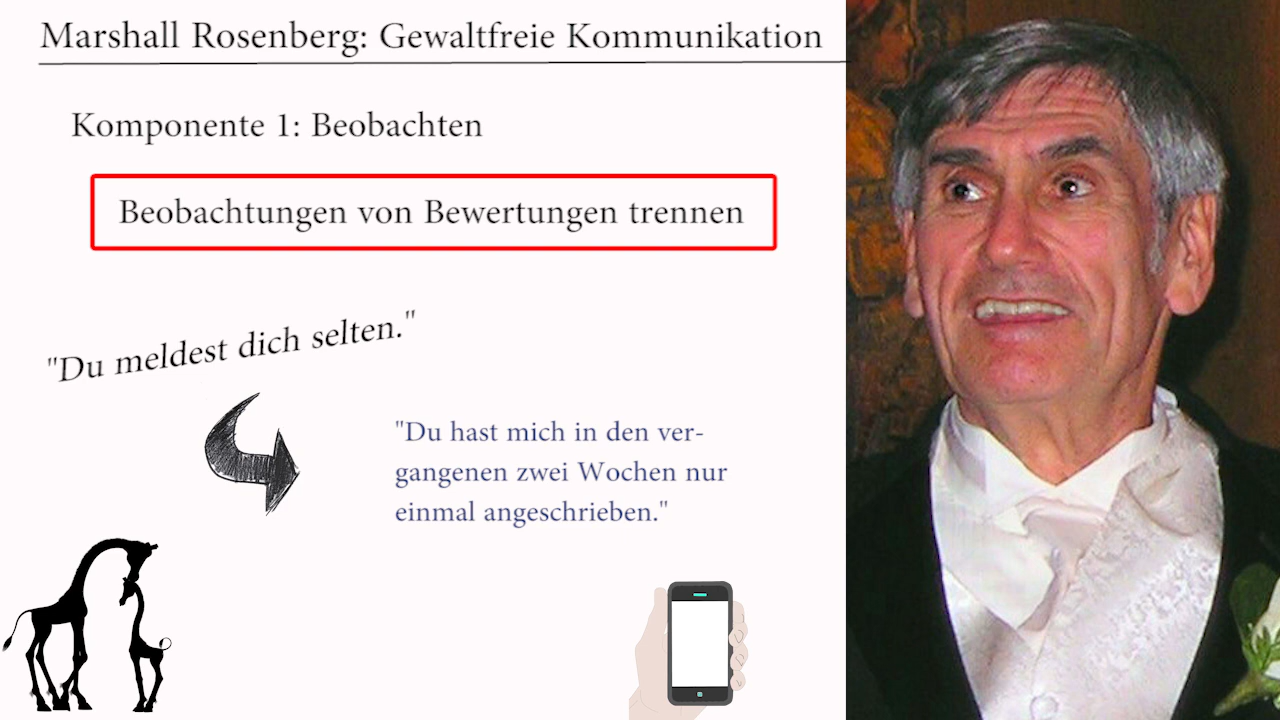 Marshall Rosenberg: Gewaltfreie Kommunikation
Komponente 1: Beobachten
Beobachtungen von Bewertungen trennen
"Du meldest dich selten."
"Du hast mich in den ver-
gangenen zwei Wochen nur
einmal angeschrieben."